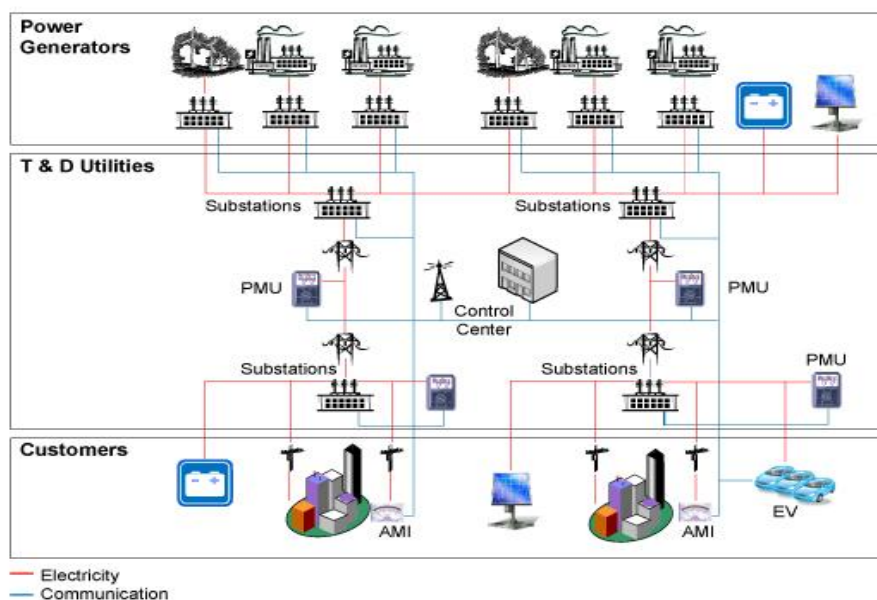 Power
Generators
T & D Utilities
Substations
Substations
PMU
PMU
Control
Center
Substations
Substations
PMU
Customers
AMI
AMI
EV
Electricity
Communication